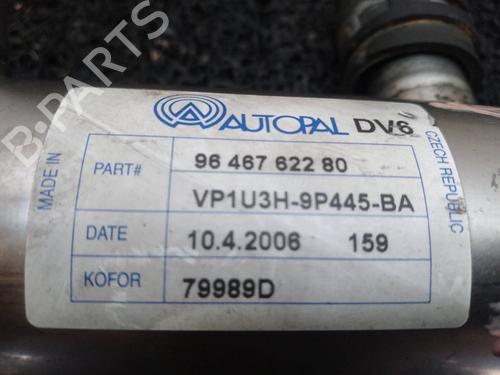 AUTOPAL DV6
MADE IN
CZECH REPUBLIC
PART# 96 467 622 80
VP1U3H-9P445-BA
DATE 10.4.2006 159
KOFOR 79989D
B-PARTS